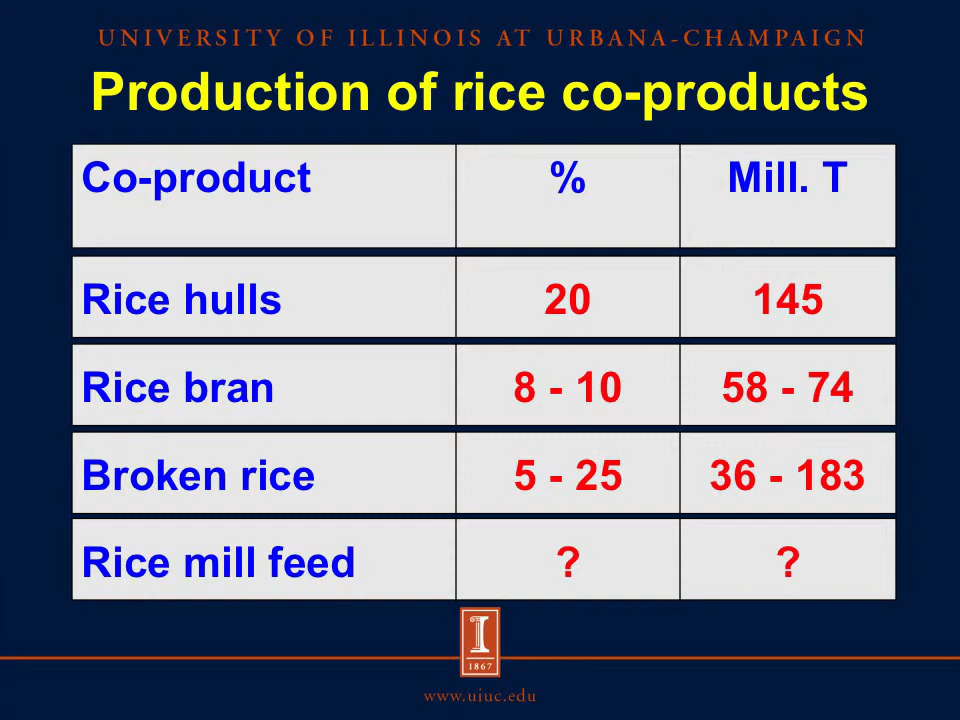 UNIVERSITY OF ILLINOIS AT URBANA-CHAMPAIGN
Production of rice co-products
Co-product % Mill. T
Rice hulls 20 145
Rice bran 8 - 10 58 - 74
Broken rice 5 - 25 36 - 183
Rice mill feed ? ?
I
1867
www.uiuc.edu